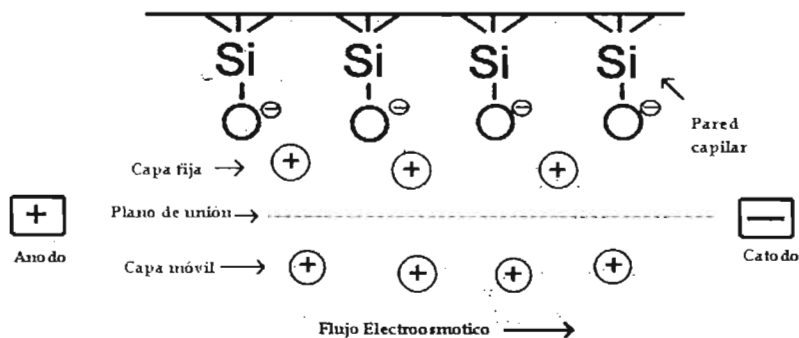 Si Si Si Si
O⊖ O⊖ O⊖ O⊖
Pared
capilar
Capa fija
+ + +
+
Plano de unión
—
Anodo
Catodo
Capa móvil
+ + + +
Flujo Electroosmotico